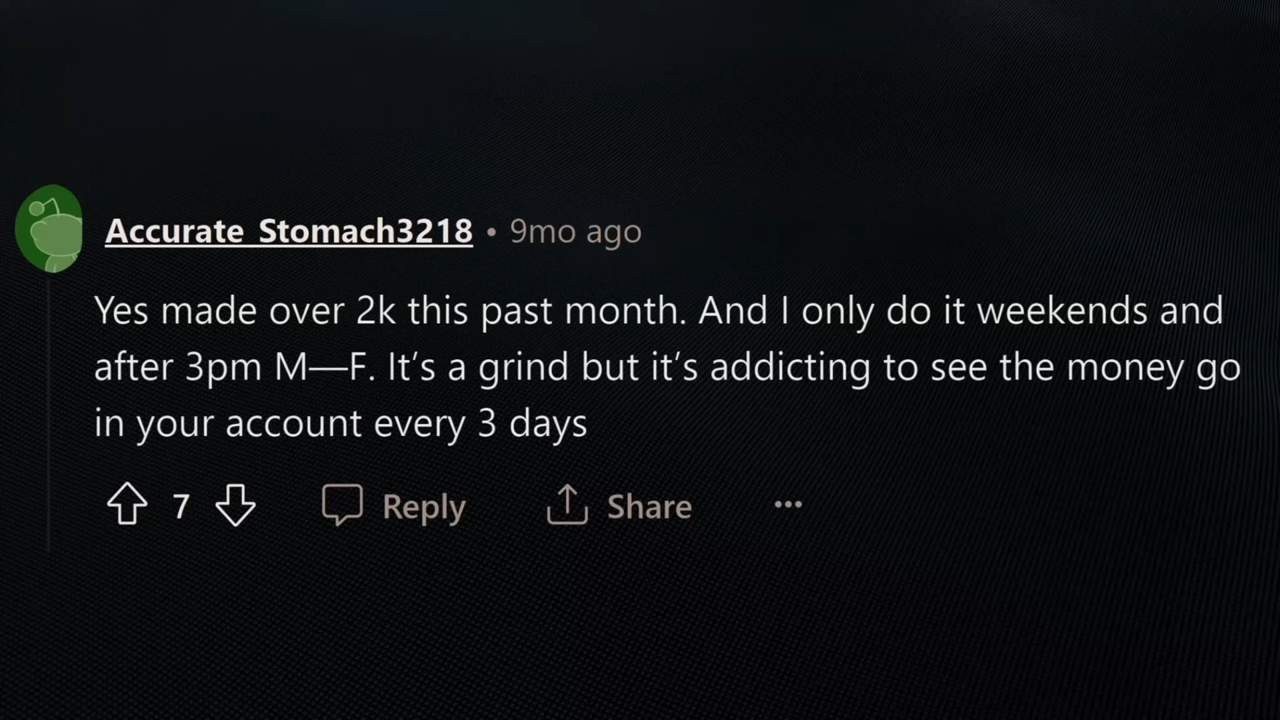 Accurate_Stomach3218 • 9mo ago
Yes made over 2k this past month. And I only do it weekends and
after 3pm M—F. It's a grind but it's addicting to see the money go
in your account every 3 days
7 Reply Share ...